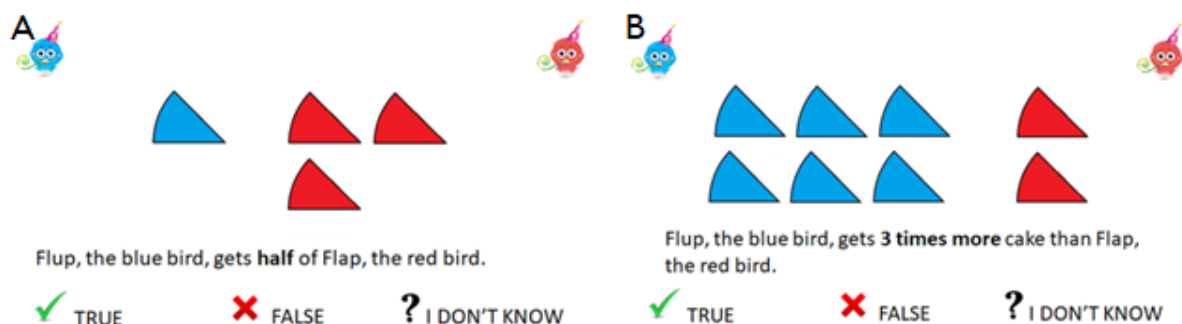 A
Flup, the blue bird, gets half of Flap, the red bird.
TRUE
FALSE
? I DON'T KNOW
B
Flup, the blue bird, gets 3 times more cake than Flap,
the red bird.
TRUE
FALSE
? I DON'T KNOW